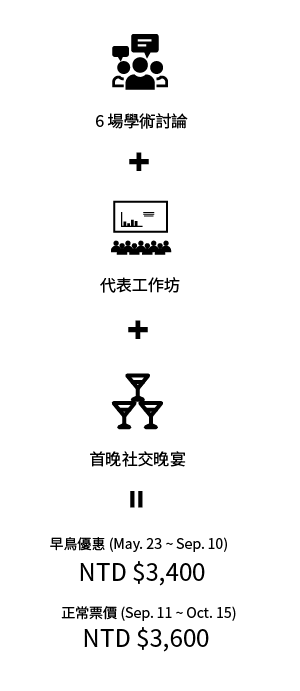 6 場學術討論
+
代表工作坊
+
首晚社交晚宴
=
早鳥優惠 (May. 23 ~ Sep. 10)
NTD $3,400
正常票價 (Sep. 11 ~ Oct. 15)
NTD $3,600